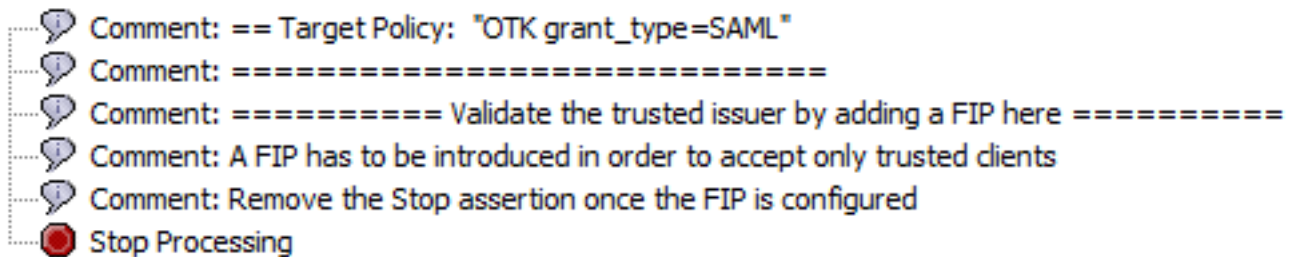 Comment: == Target Policy: "OTK grant_type=SAML"
Comment: ============================
Comment: ========== Validate the trusted issuer by adding a FIP here ==========
Comment: A FIP has to be introduced in order to accept only trusted clients
Comment: Remove the Stop assertion once the FIP is configured
Stop Processing